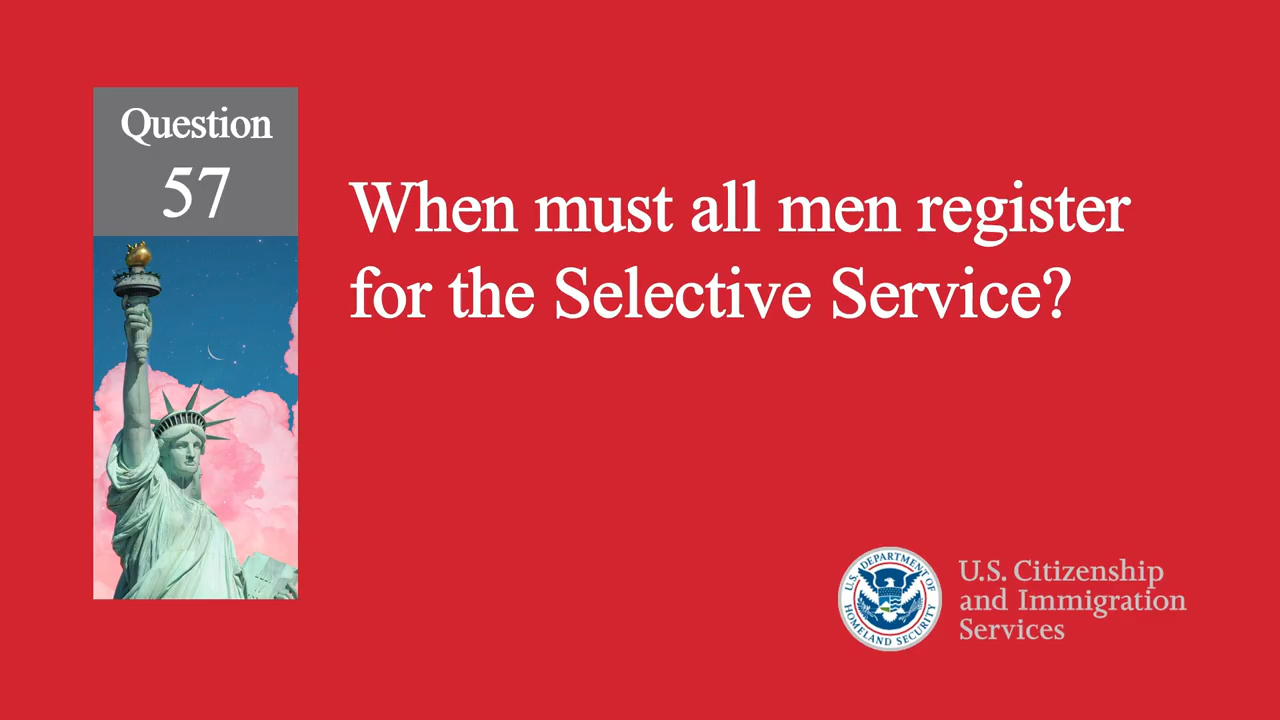 Question
57
When must all men register
for the Selective Service?
U.S. DEPARTMENT OF
HOMELAND SECURITY
U.S. Citizenship
and Immigration
Services